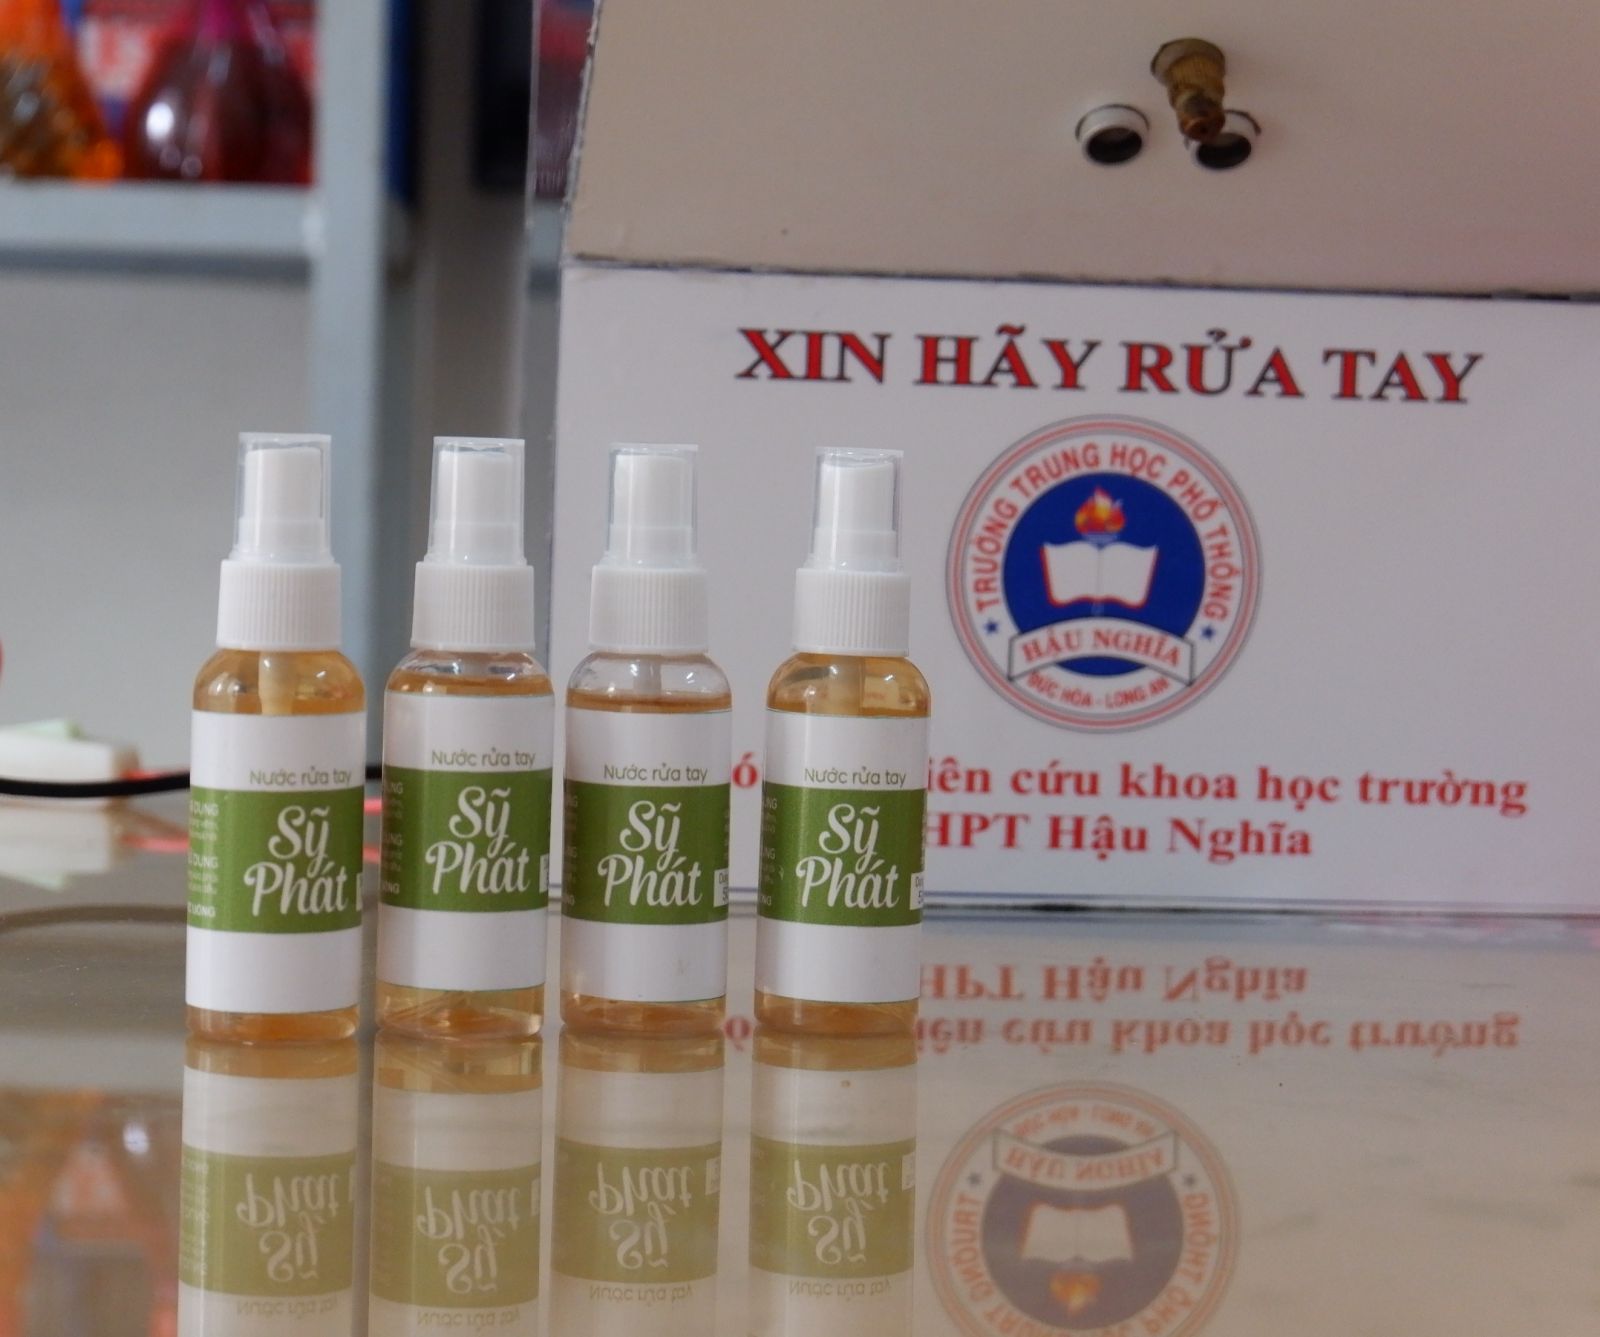 XIN HÃY RỬA TAY
TRƯỜNG TRUNG HỌC PHỔ THÔNG
HẬU NGHĨA
ĐỨC HÒA - LONG AN
cứu khoa học trường
Hậu Nghĩa
Nước rửa tay
Sỹ
Phát
Nước rửa tay
Sỹ
Phát
Nước rửa tay
Sỹ
Phát
Nước rửa tay
Sỹ
Phát